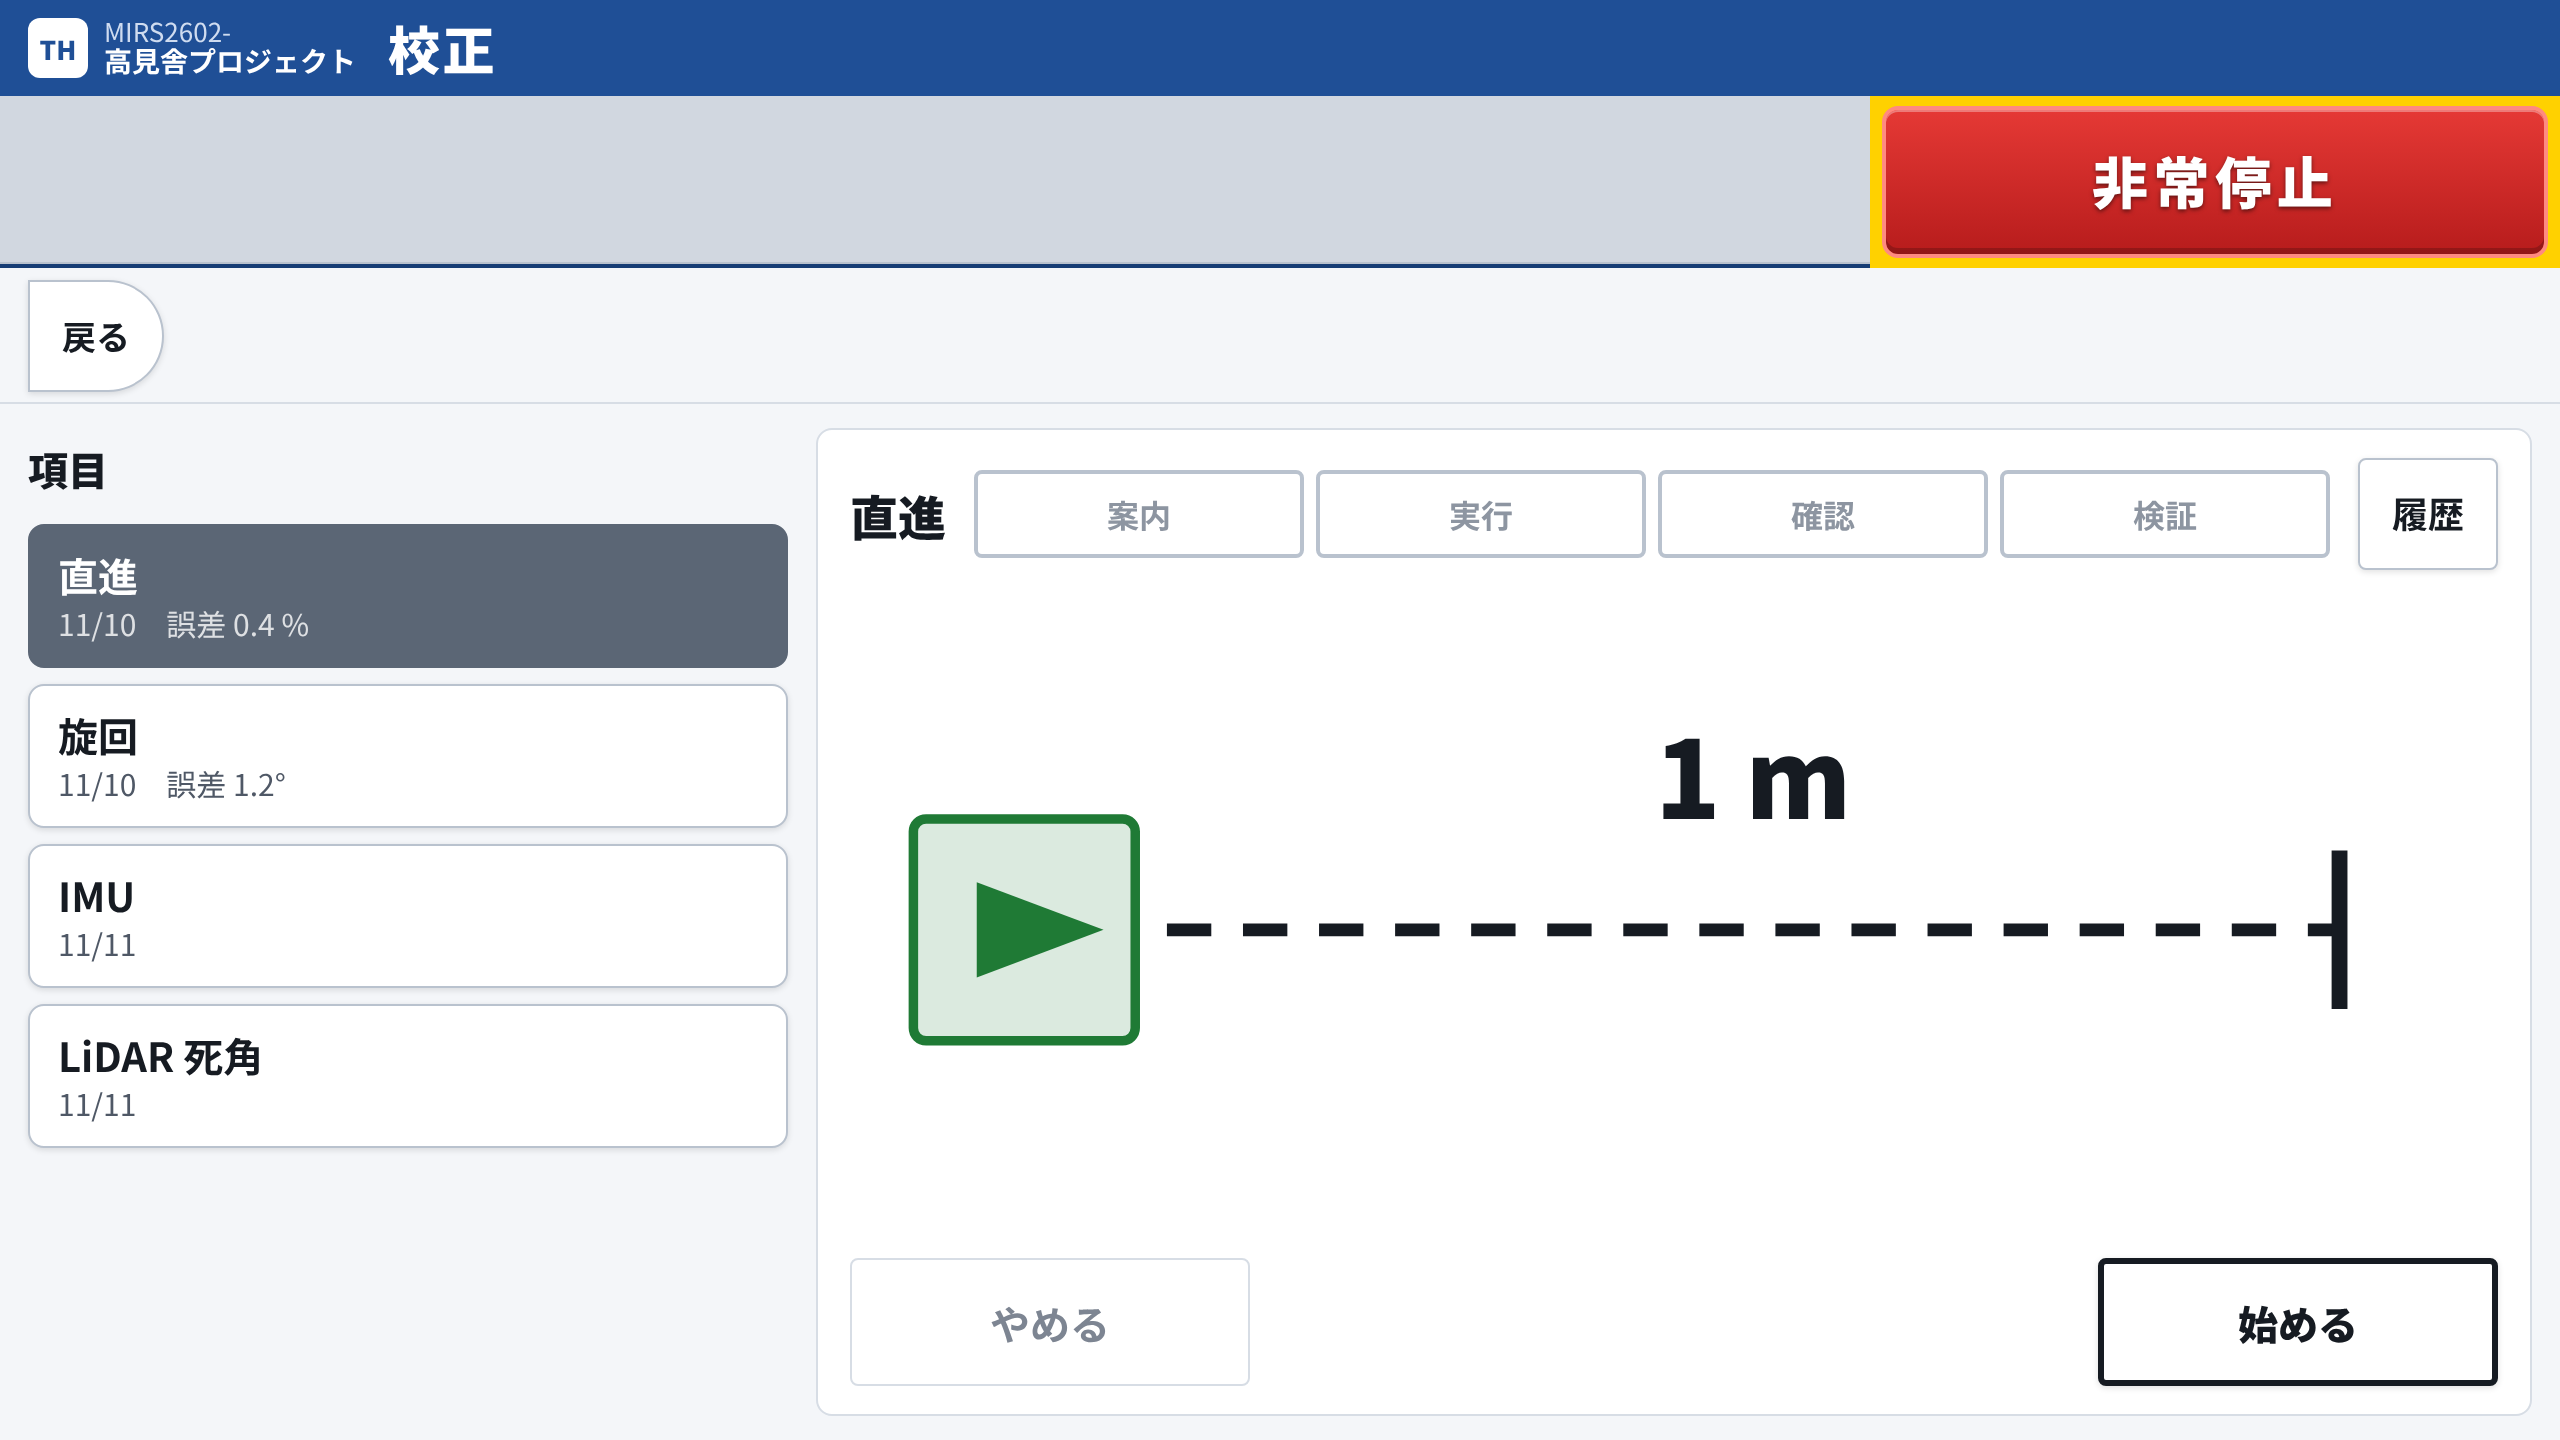 TH
MIRS2602-
高見舎プロジェクト
校正
非常停止
戻る
項目
直進
11/10 誤差 0.4 %
旋回
11/10 誤差 1.2°
IMU
11/11
LiDAR 死角
11/11
直進
案内
実行
確認
検証
履歴
1 m
やめる
始める